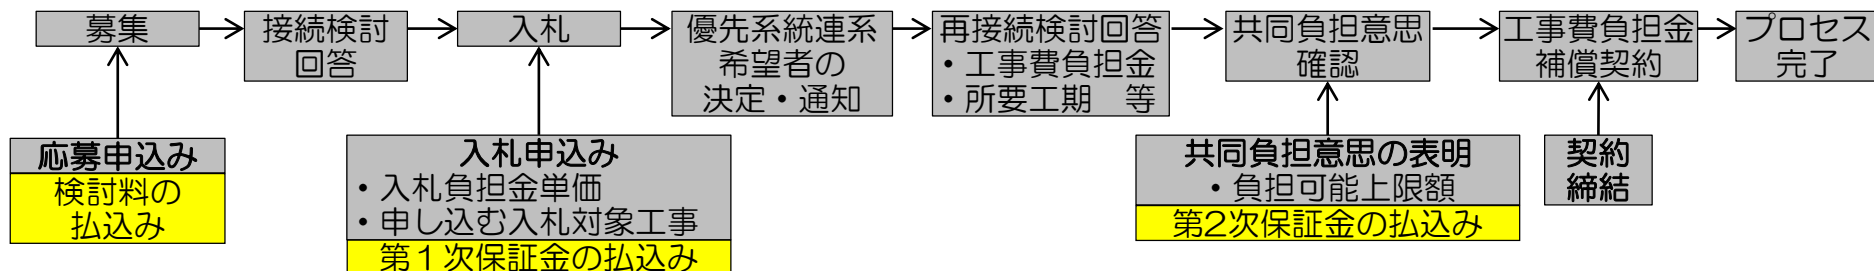 募集
接続検討
回答
入札
優先系統連系
希望者の
決定・通知
再接続検討回答
・工事費負担金
・所要工期　等
共同負担意思
確認
工事費負担金
補償契約
プロセス
完了
応募申込み
検討料の
払込み
入札申込み
・入札負担金単価
・申し込む入札対象工事
第１次保証金の払込み
共同負担意思の表明
・負担可能上限額
第2次保証金の払込み
契約
締結